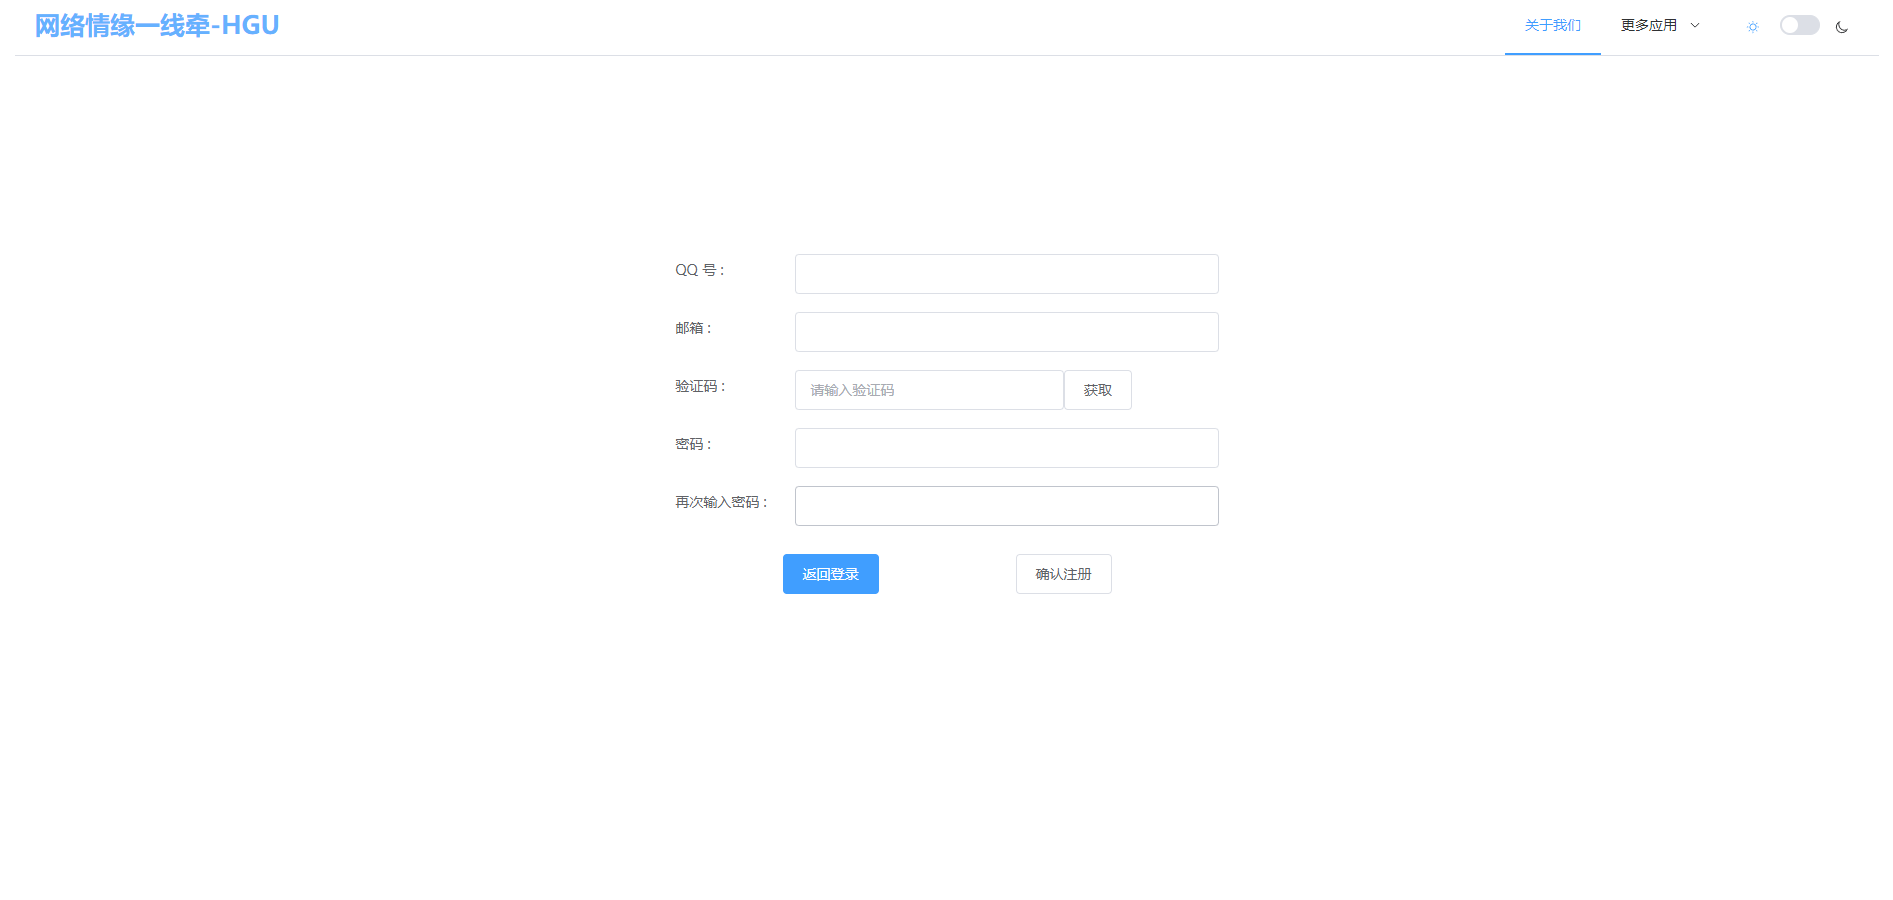 网络情缘一线牵-HGU
关于我们 更多应用
QQ 号 :
邮箱 :
验证码 : 请输入验证码 获取
密码 :
再次输入密码 :
返回登录 确认注册